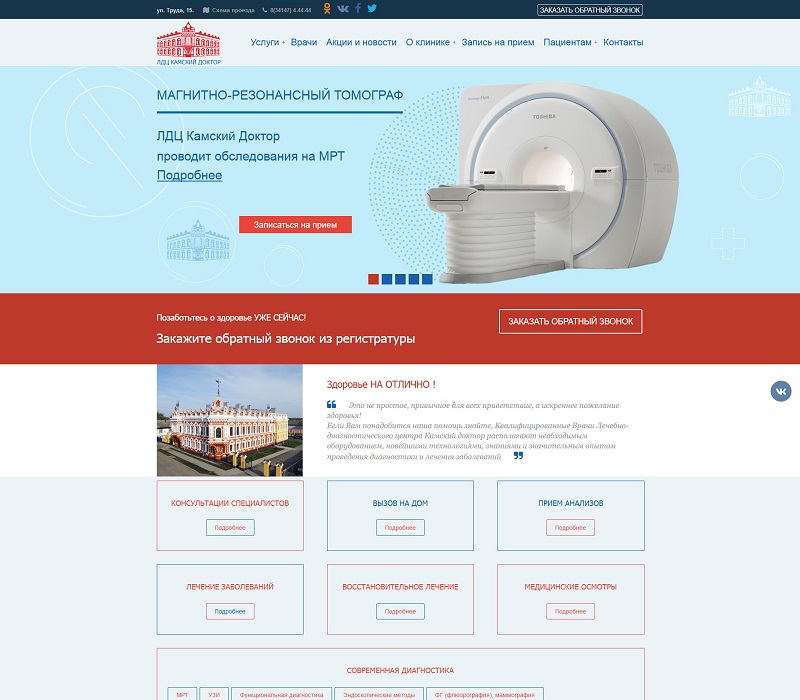 ул. Труда, 15. Схема проезда 8(34147) 4.44.44 ЗАКАЗАТЬ ОБРАТНЫЙ ЗВОНОК
ЛДЦ КАМСКИЙ ДОКТОР
Услуги + Врачи Акции и новости О клинике + Запись на прием Пациентам + Контакты
МАГНИТНО-РЕЗОНАНСНЫЙ ТОМОГРАФ
ЛДЦ Камский Доктор
проводит обследования на МРТ
Подробнее
Записаться на прием
TOSHIBA
TOSHIBA
Позаботьтесь о здоровье УЖЕ СЕЙЧАС!
Закажите обратный звонок из регистратуры
ЗАКАЗАТЬ ОБРАТНЫЙ ЗВОНОК
Здоровье НА ОТЛИЧНО !
Это не простое, привычное для всех приветствие, а искреннее пожелание
здоровья!
Если Вам понадобится наша помощь знайте, Квалифицированные Врачи Лечебно-
диагностического центра Камский доктор располагают необходимым
оборудованием, новейшими технологиями, знаниями и значительным опытом
проведения диагностики и лечения заболеваний
КОНСУЛЬТАЦИИ СПЕЦИАЛИСТОВ
Подробнее
ВЫЗОВ НА ДОМ
Подробнее
ПРИЕМ АНАЛИЗОВ
Подробнее
ЛЕЧЕНИЕ ЗАБОЛЕВАНИЙ
Подробнее
ВОССТАНОВИТЕЛЬНОЕ ЛЕЧЕНИЕ
Подробнее
МЕДИЦИНСКИЕ ОСМОТРЫ
Подробнее
СОВРЕМЕННАЯ ДИАГНОСТИКА
МРТ УЗИ Функциональная диагностика Эндоскопические методы ФГ (флюорография), маммография